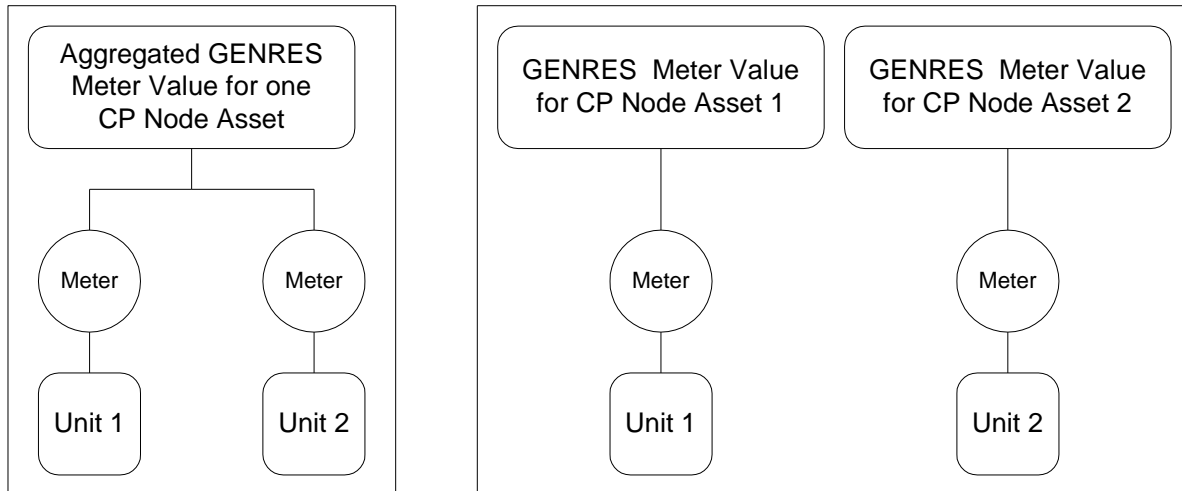 Aggregated GENRES
Meter Value for one
CP Node Asset
Meter
Meter
Unit 1
Unit 2
GENRES  Meter Value
for CP Node Asset 1
GENRES  Meter Value
for CP Node Asset 2
Meter
Meter
Unit 1
Unit 2